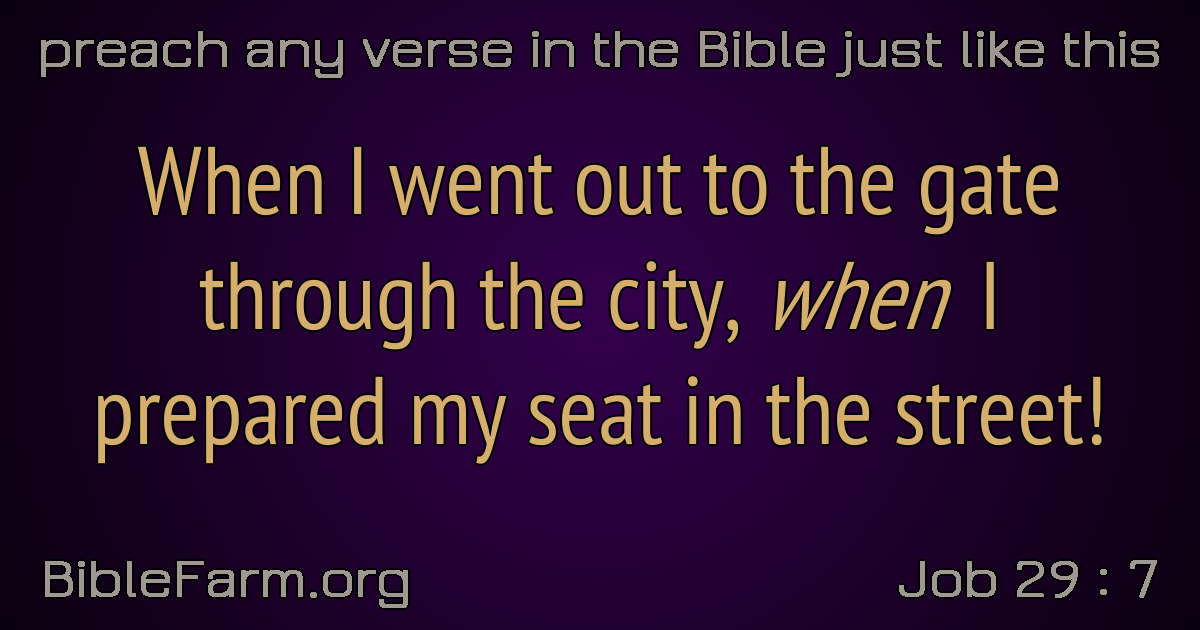 preach any verse in the Bible just like this
When I went out to the gate
through the city, when I
prepared my seat in the street!
BibleFarm.org
Job 29 : 7